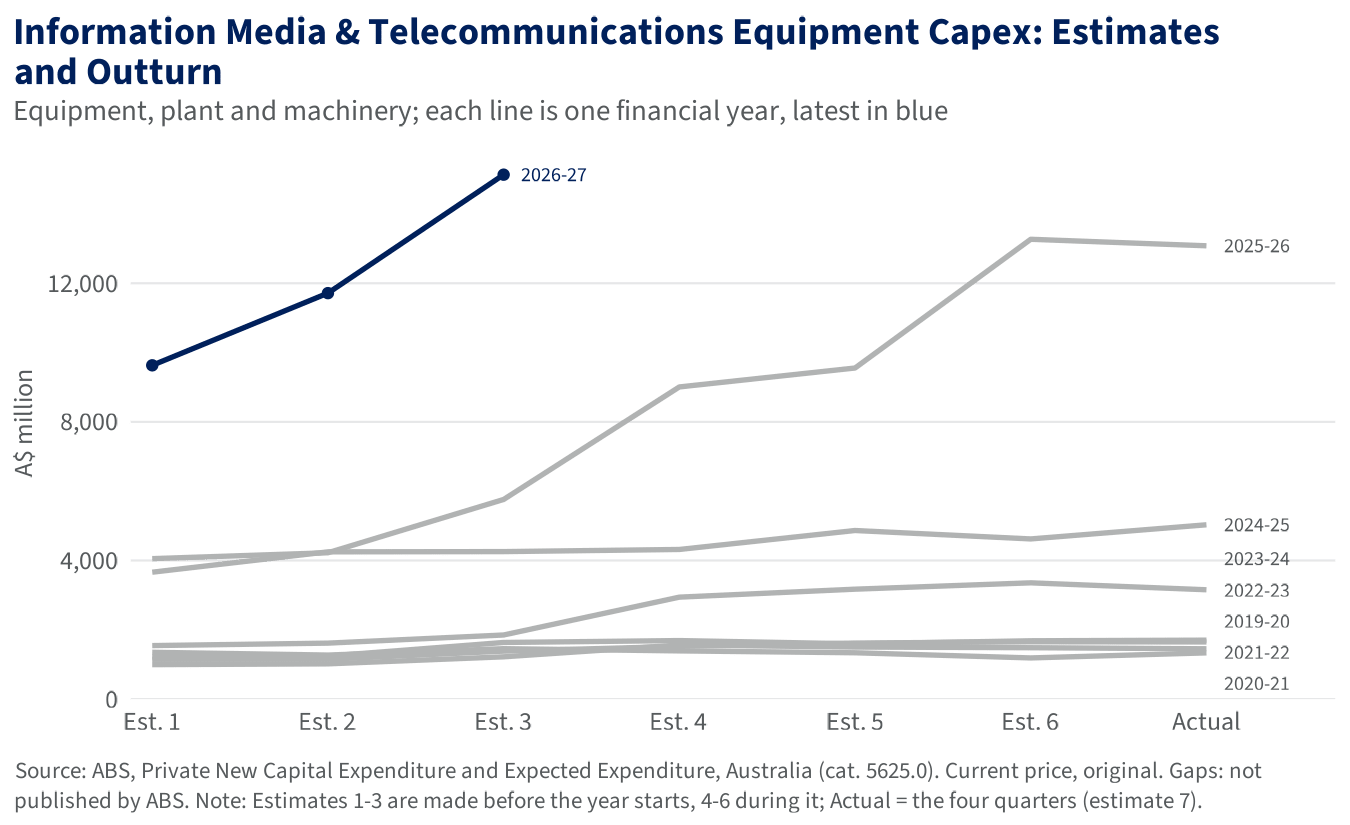 Information Media & Telecommunications Equipment Capex: Estimates
and Outturn
Equipment, plant and machinery; each line is one financial year, latest in blue
2026-27
2025-26
12,000
A$ million
8,000
2024-25
4,000
2023-24
2022-23
2019-20
2021-22
2020-21
0
Est. 1 Est. 2 Est. 3 Est. 4 Est. 5 Est. 6 Actual
Source: ABS, Private New Capital Expenditure and Expected Expenditure, Australia (cat. 5625.0). Current price, original. Gaps: not
published by ABS. Note: Estimates 1-3 are made before the year starts, 4-6 during it; Actual = the four quarters (estimate 7).